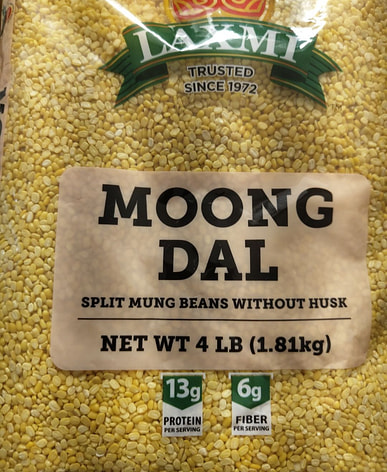 LAXMI
TRUSTED
SINCE 1972
MOONG
DAL
SPLIT MUNG BEANS WITHOUT HUSK
NET WT 4 LB (1.81kg)
13g
PROTEIN
PER SERVING
6g
FIBER
PER SERVING